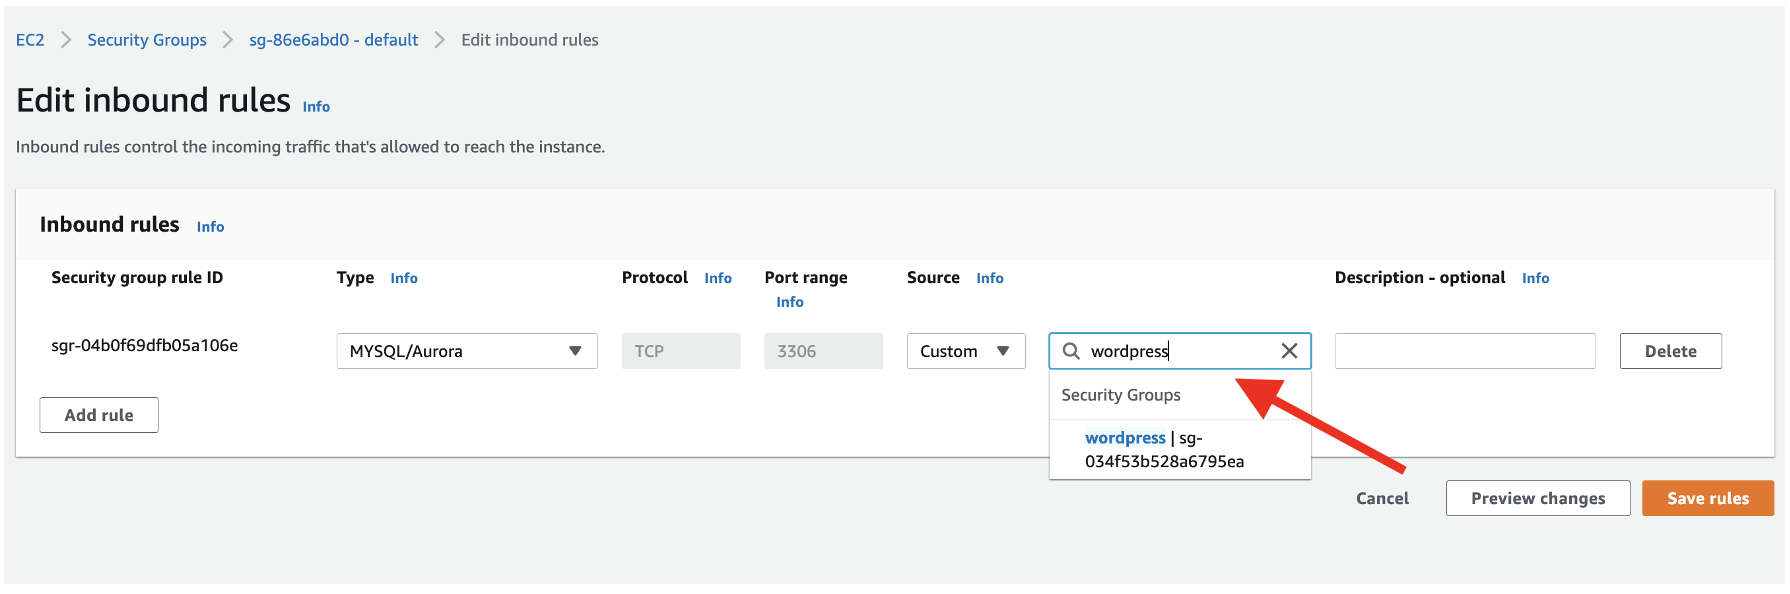 EC2 > Security Groups > sg-86e6abd0 - default > Edit inbound rules
Edit inbound rules Info
Inbound rules control the incoming traffic that's allowed to reach the instance.
Inbound rules Info
Security group rule ID Type Info Protocol Info Port range Info Source Info Description - optional Info
sgr-04b0f69dfb05a106e MYSQL/Aurora TCP 3306 Custom wordpress Delete
Security Groups
wordpress | sg-
034f53b528a6795ea
Add rule
Cancel Preview changes Save rules